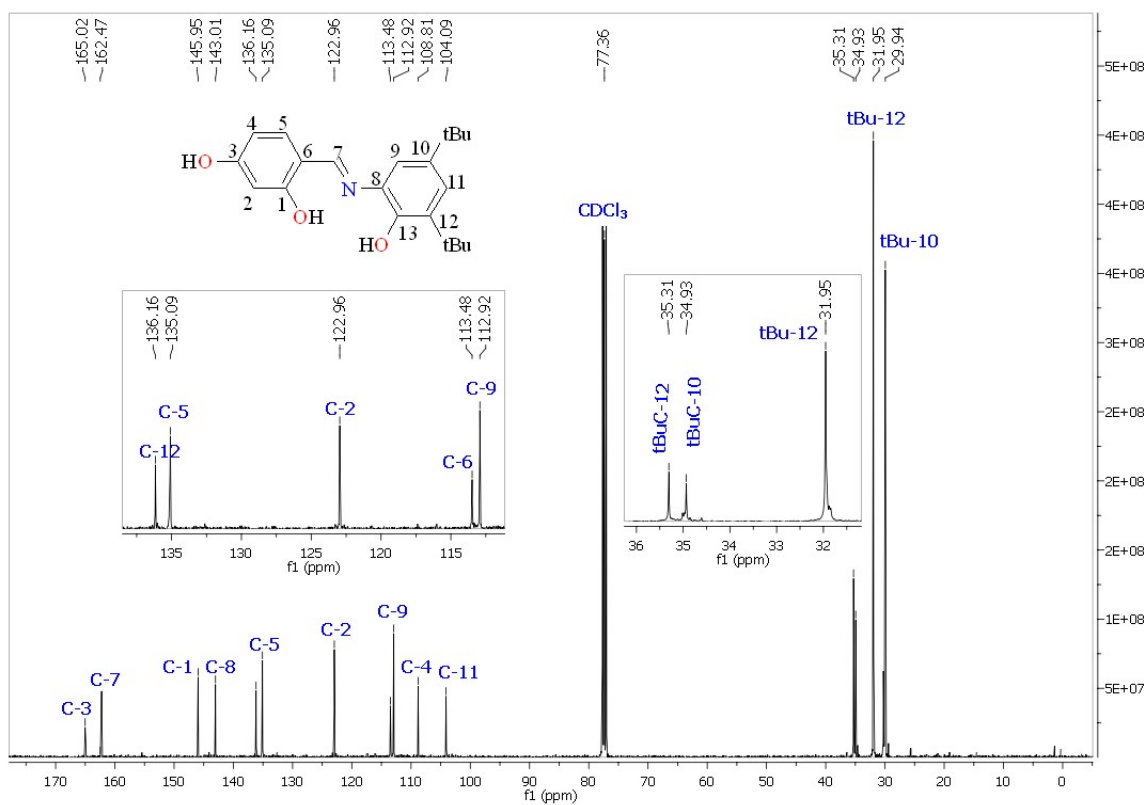 165.02
162.47
145.95
143.01
136.16
135.09
122.96
113.48
112.92
108.81
104.09
77.36
35.31
34.93
31.95
29.94
5E+08
4E+08
4E+08
4E+08
3E+08
2E+08
2E+08
2E+08
1E+08
5E+07
tBu-12
tBu-10
CDCl3
4
5
3
HO
2
1
6
OH
7
N
9
8
10
tBu
11
12
tBu
13
HO
136.16
135.09
122.96
113.48
112.92
C-12
C-5
C-2
C-6
C-9
135 130 125 120 115
f1 (ppm)
35.31
34.93
31.95
tBuC-12
tBuC-10
tBu-12
36 35 34 33 32
f1 (ppm)
C-3
C-7
C-1
C-8
C-5
C-2
C-9
C-4
C-11
170 160 150 140 130 120 110 100 90 80 70 60 50 40 30 20 10 0
f1 (ppm)